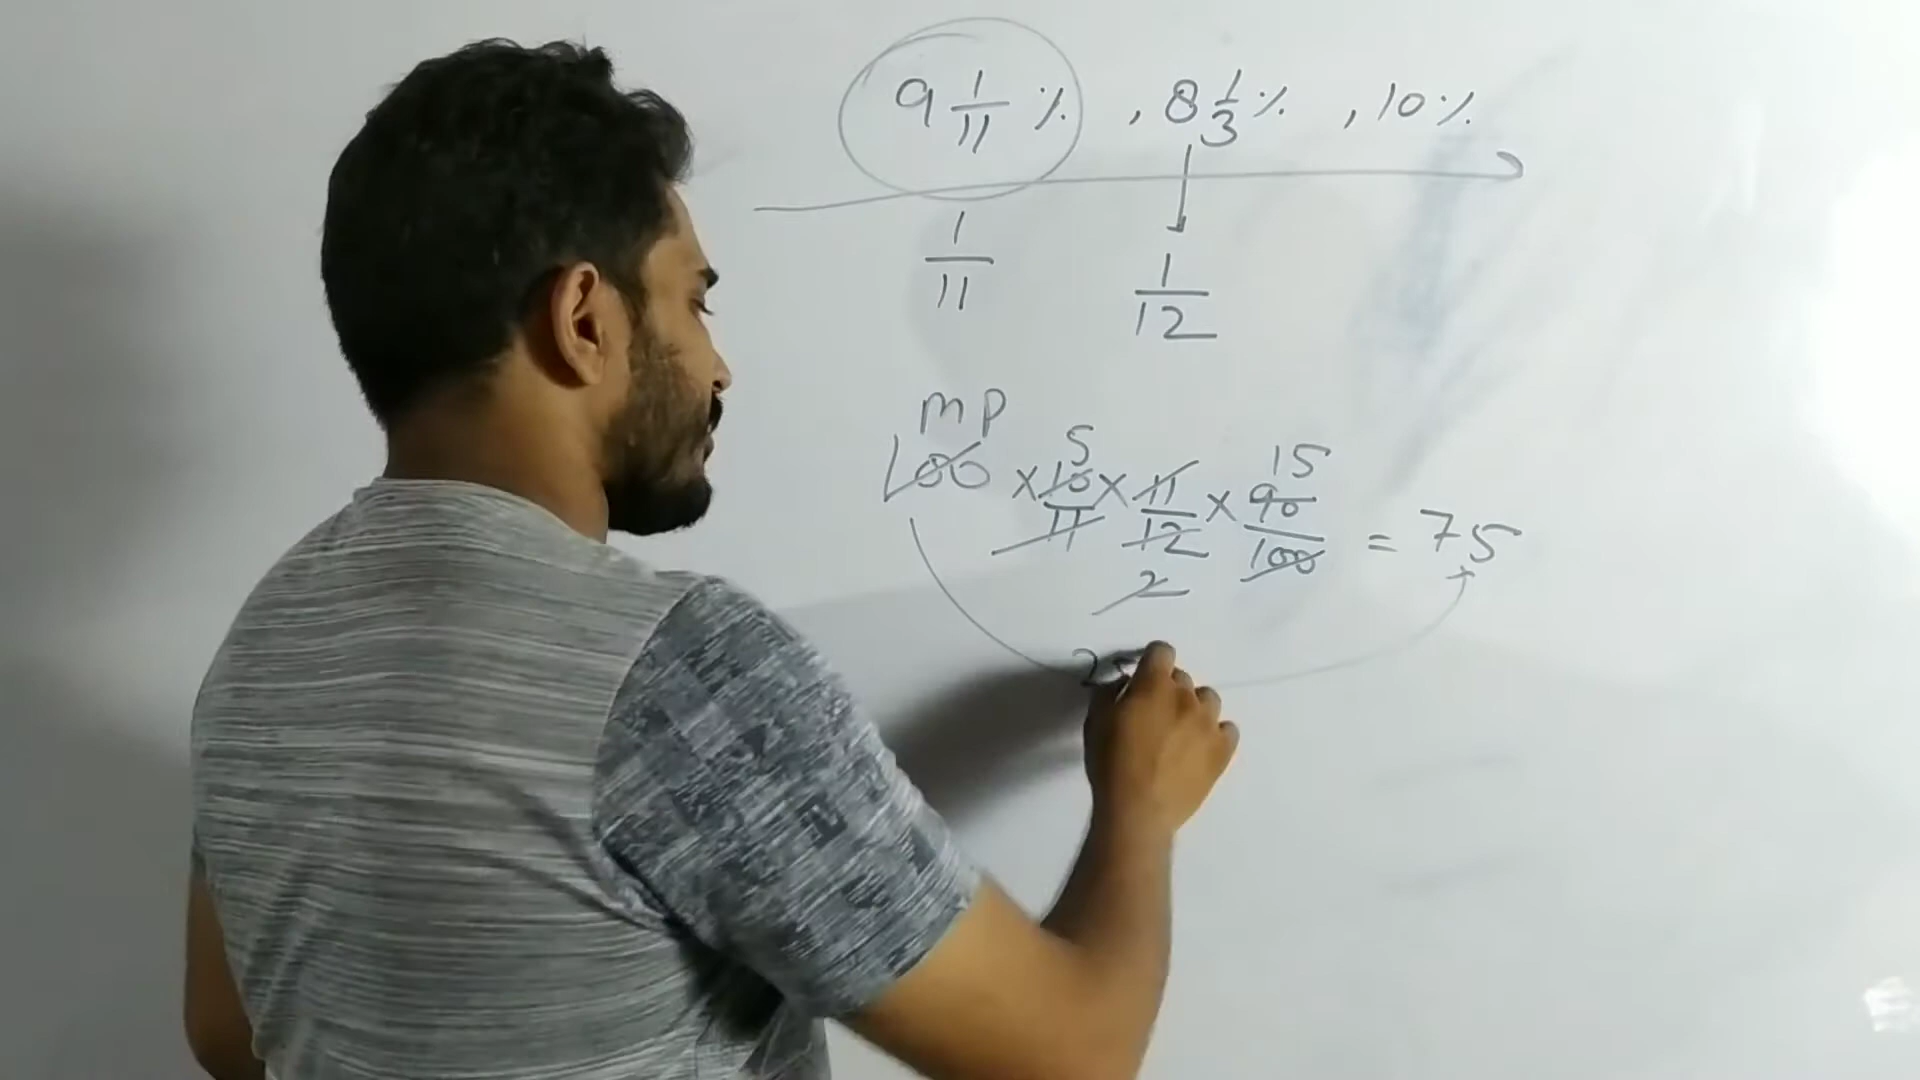 9 1/11 %, 8 1/3 %, 10 %
1/11 1/12
MP
100 × 10/11 × 11/12 × 90/100 = 75
5 15
2
25